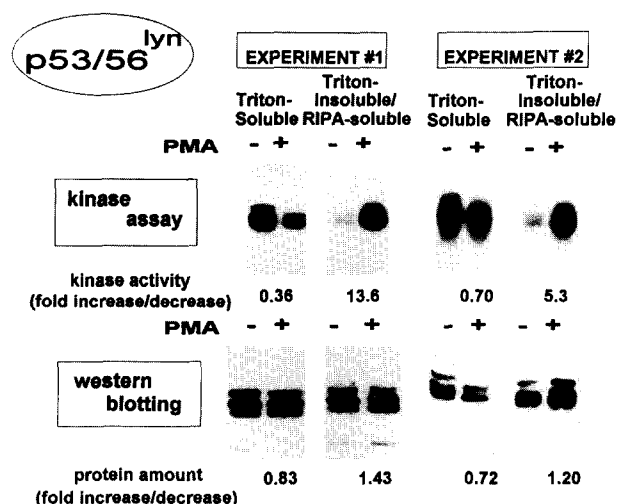 p53/56 lyn
EXPERIMENT #1 EXPERIMENT #2
Triton- Triton- Triton- Triton-
Soluble insoluble/ Soluble insoluble/
RIPA-soluble RIPA-soluble
PMA - + - + - + - +
kinase
assay
kinase activity
(fold increase/decrease) 0.36 13.6 0.70 5.3
PMA - + - + - + - +
western
blotting
protein amount 0.83 1.43 0.72 1.20
(fold increase/decrease)